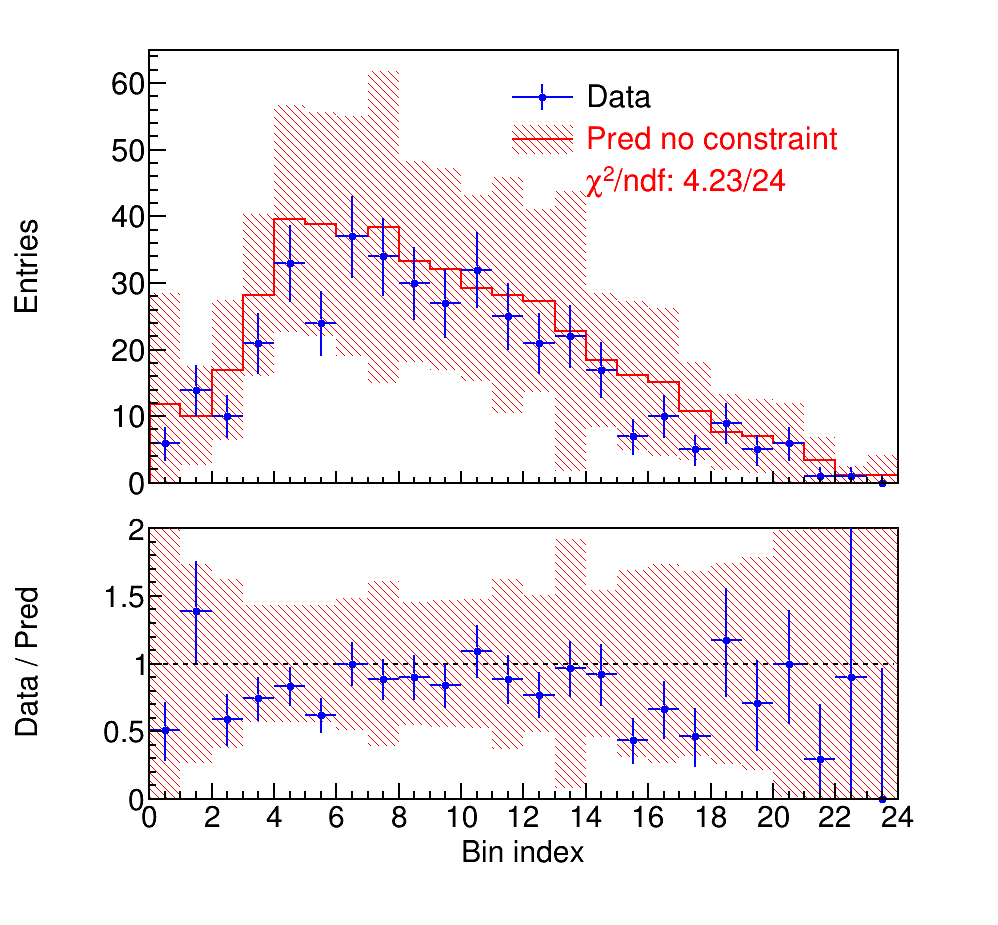 60
50
40
30
20
10
0
Entries
Data
Pred no constraint
χ²/ndf: 4.23/24
2
1.5
1
0.5
0
Data / Pred
0 2 4 6 8 10 12 14 16 18 20 22 24
Bin index